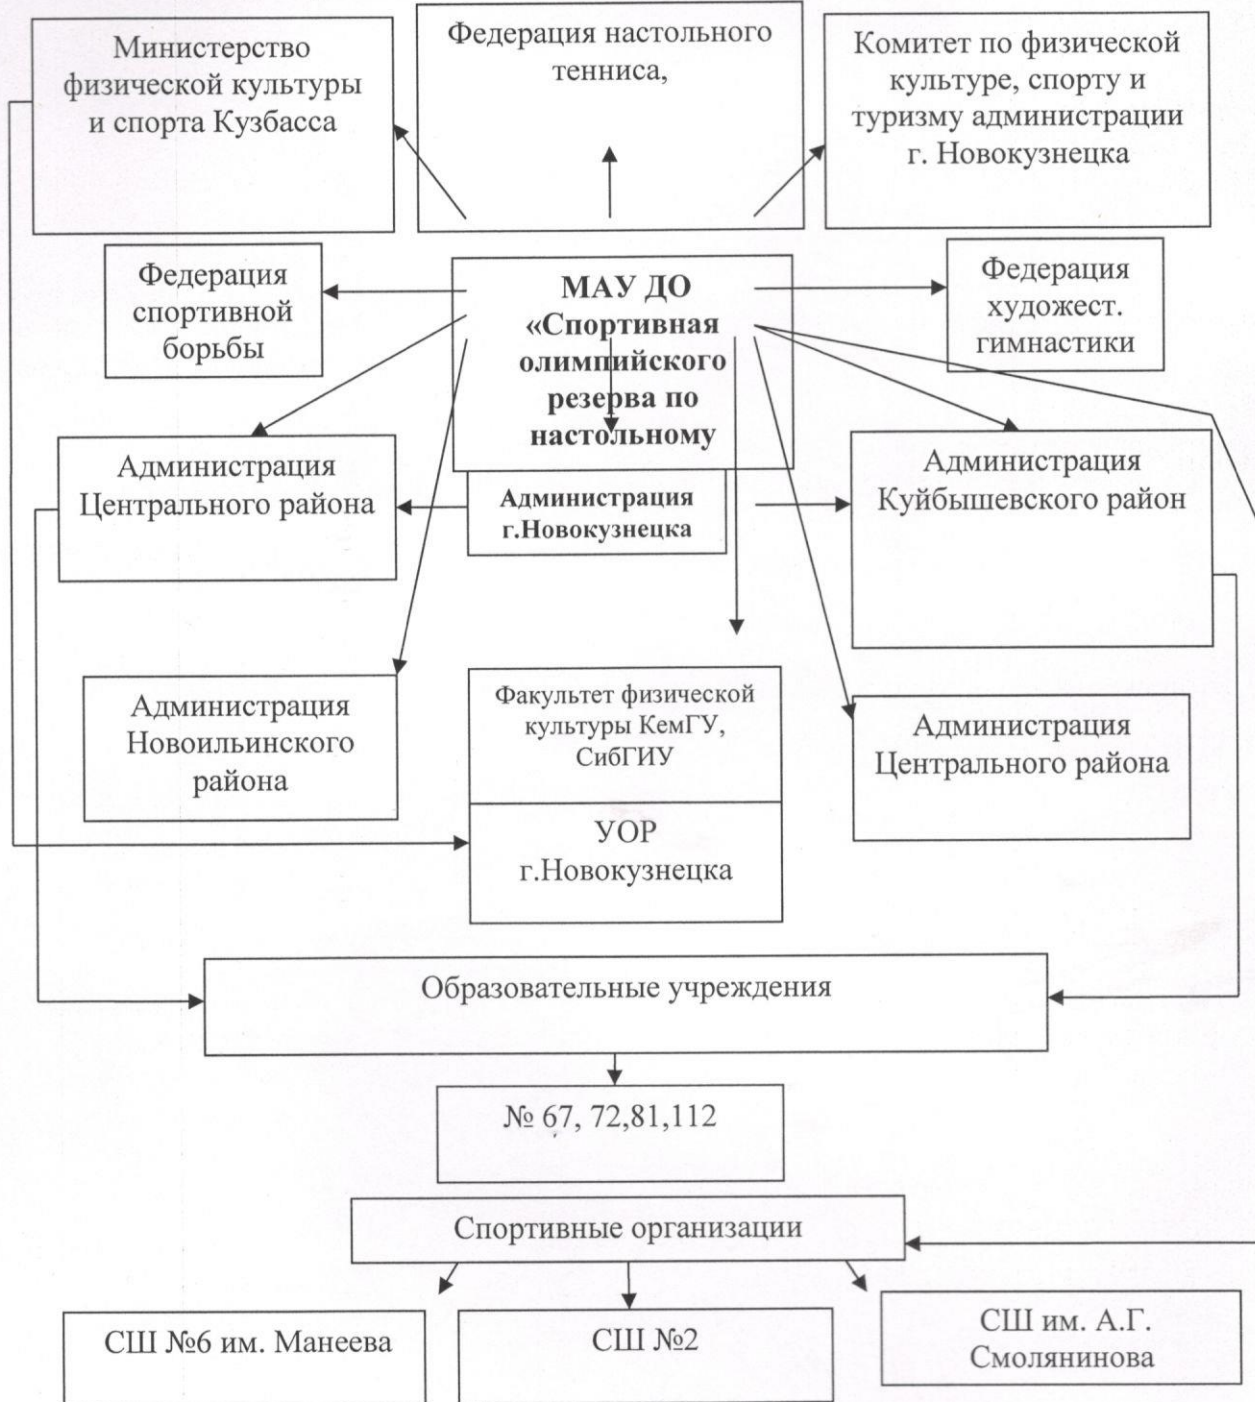 Министерство
физической культуры
и спорта Кузбасса
Федерация настольного
тенниса,
Комитет по физической
культуре, спорту и
туризму администрации
г. Новокузнецка
Федерация
спортивной
борьбы
МАУ ДО
«Спортивная
олимпийского
резерва по
настольному
Федерация
художест.
гимнастики
Администрация
Центрального района
Администрация
г.Новокузнецка
Администрация
Куйбышевского район
Администрация
Новоильинского
района
Факультет физической
культуры КемГУ,
СибГИУ
Администрация
Центрального района
УОР
г.Новокузнецка
Образовательные учреждения
№ 67, 72,81,112
Спортивные организации
СШ №6 им. Манеева
СШ №2
СШ им. А.Г.
Смолянинова